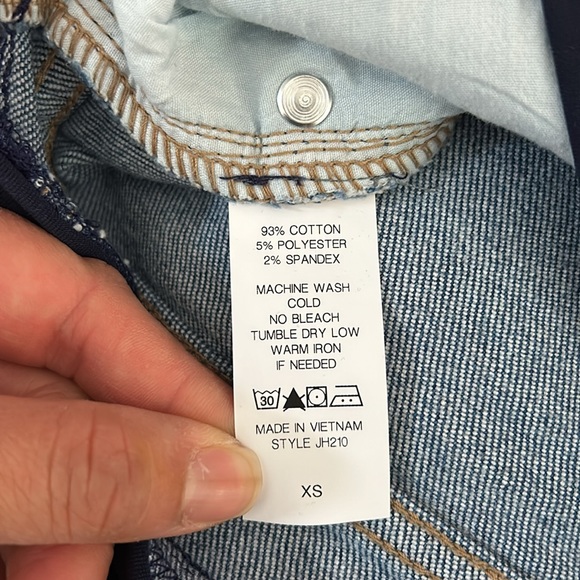 93% COTTON
5% POLYESTER
2% SPANDEX
MACHINE WASH
COLD
NO BLEACH
TUMBLE DRY LOW
WARM IRON
IF NEEDED
30
MADE IN VIETNAM
STYLE JH210
XS